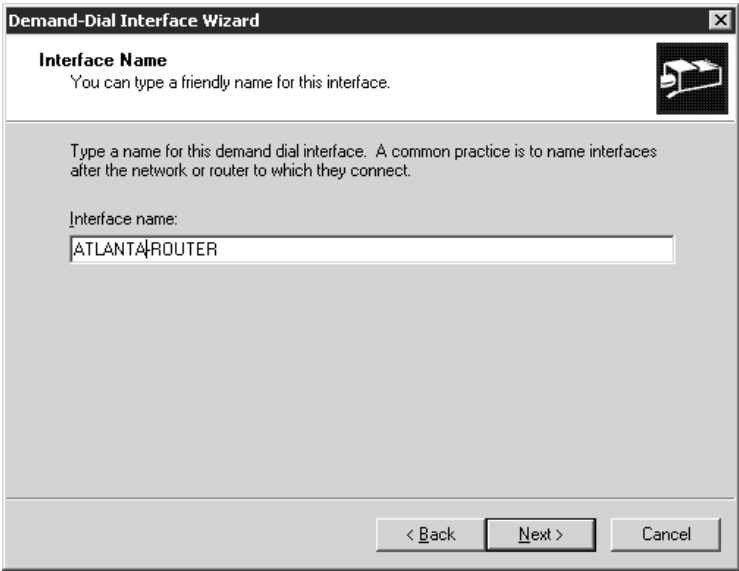 Demand-Dial Interface Wizard
Interface Name
You can type a friendly name for this interface.
Type a name for this demand dial interface.  A common practice is to name interfaces
after the network or router to which they connect.
Interface name:
ATLANTA-ROUTER
< Back
Next >
Cancel